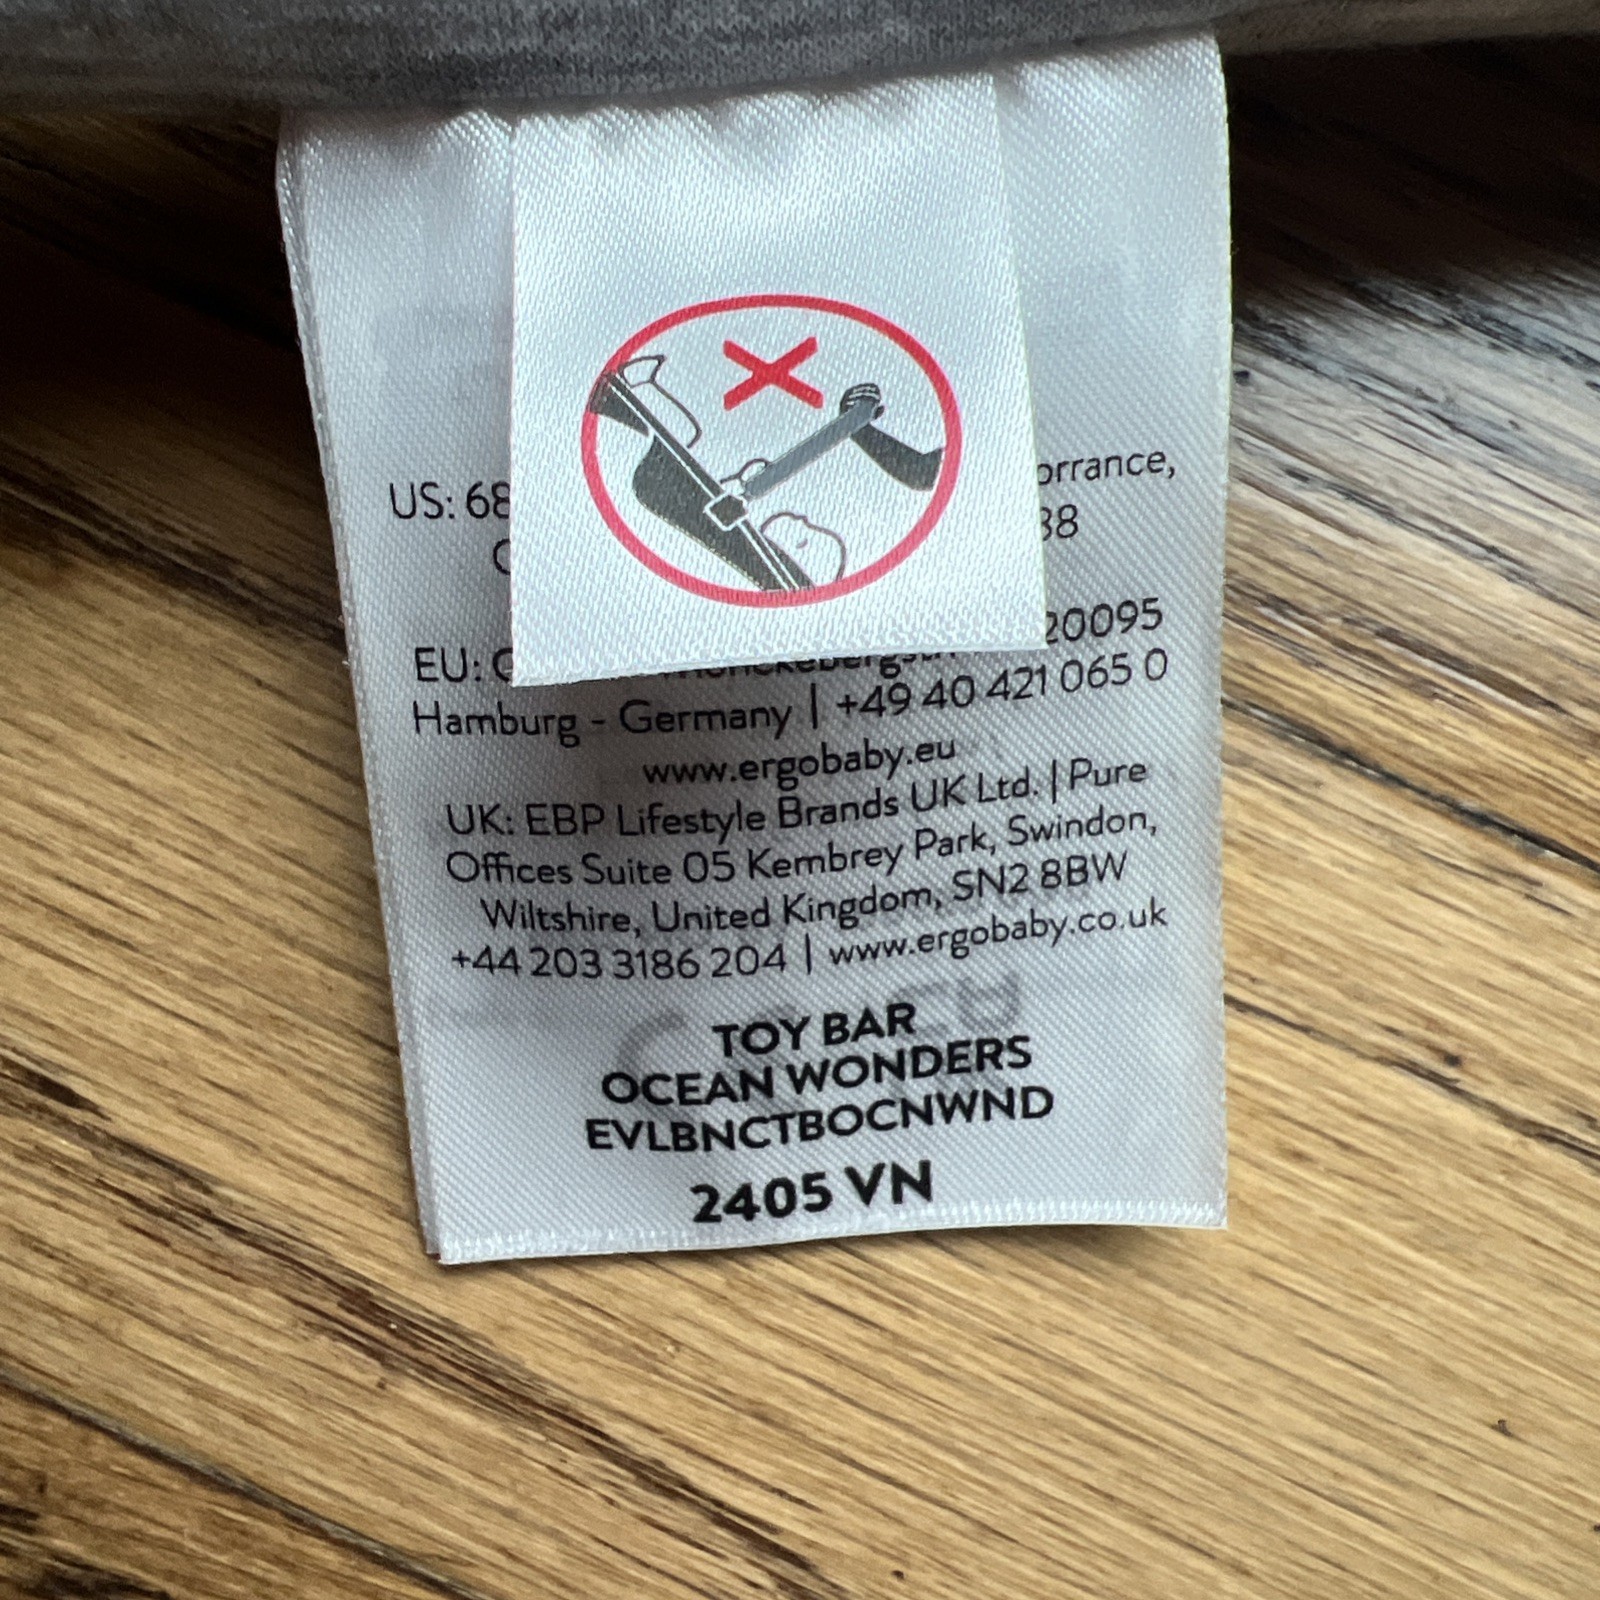 US: 68 orrance,
38
EU: 20095
Hamburg - Germany | +49 40 421 065 0
www.ergobaby.eu
UK: EBP Lifestyle Brands UK Ltd. | Pure
Offices Suite 05 Kembrey Park, Swindon,
Wiltshire, United Kingdom, SN2 8BW
+44 203 3186 204 | www.ergobaby.co.uk
TOY BAR
OCEAN WONDERS
EVLBNCTBOCNWND
2405 VN